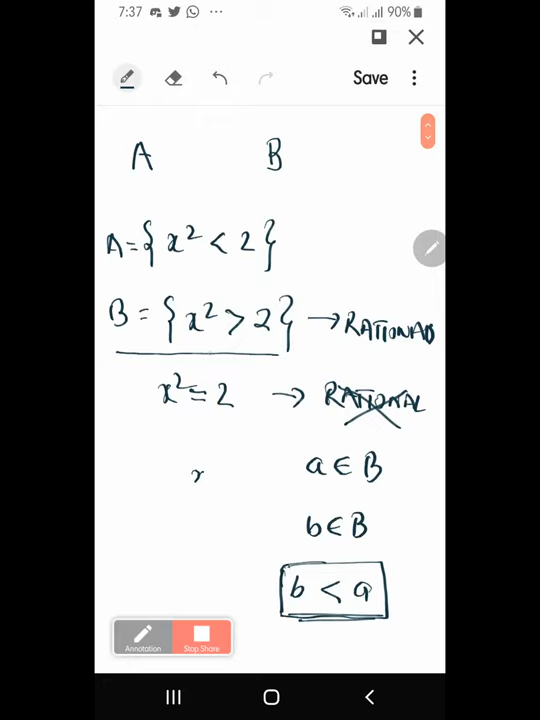 7:37 90%
Save
A B
A = { x² < 2 }
B = { x² > 2 } → RATIONAL
x² = 2 → RATIONAL
x a ∈ B
b ∈ B
b < a
Annotation Stop Share